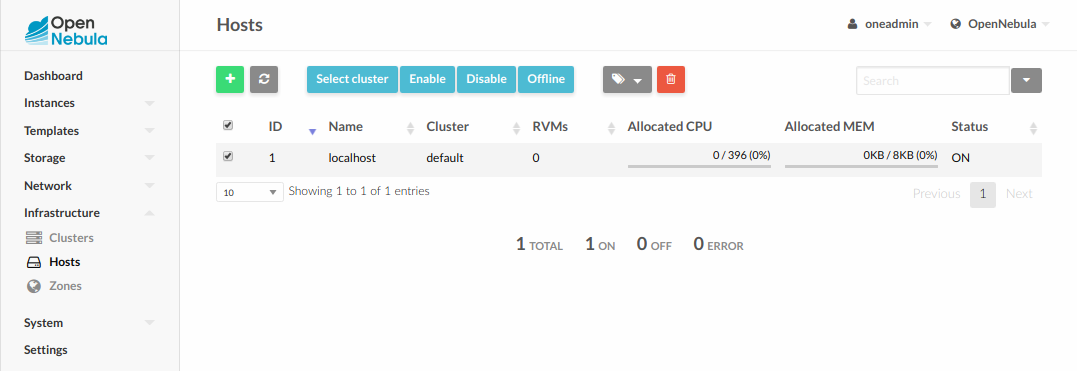 Open
Nebula
Hosts
oneadmin
OpenNebula
Dashboard
Instances
Templates
Storage
Network
Infrastructure
Clusters
Hosts
Zones
System
Settings
Select cluster Enable Disable Offline
Search
ID Name Cluster RVMs Allocated CPU Allocated MEM Status
1 localhost default 0 0 / 396 (0%) 0KB / 8KB (0%) ON
10 Showing 1 to 1 of 1 entries Previous 1 Next
1 TOTAL 1 ON 0 OFF 0 ERROR